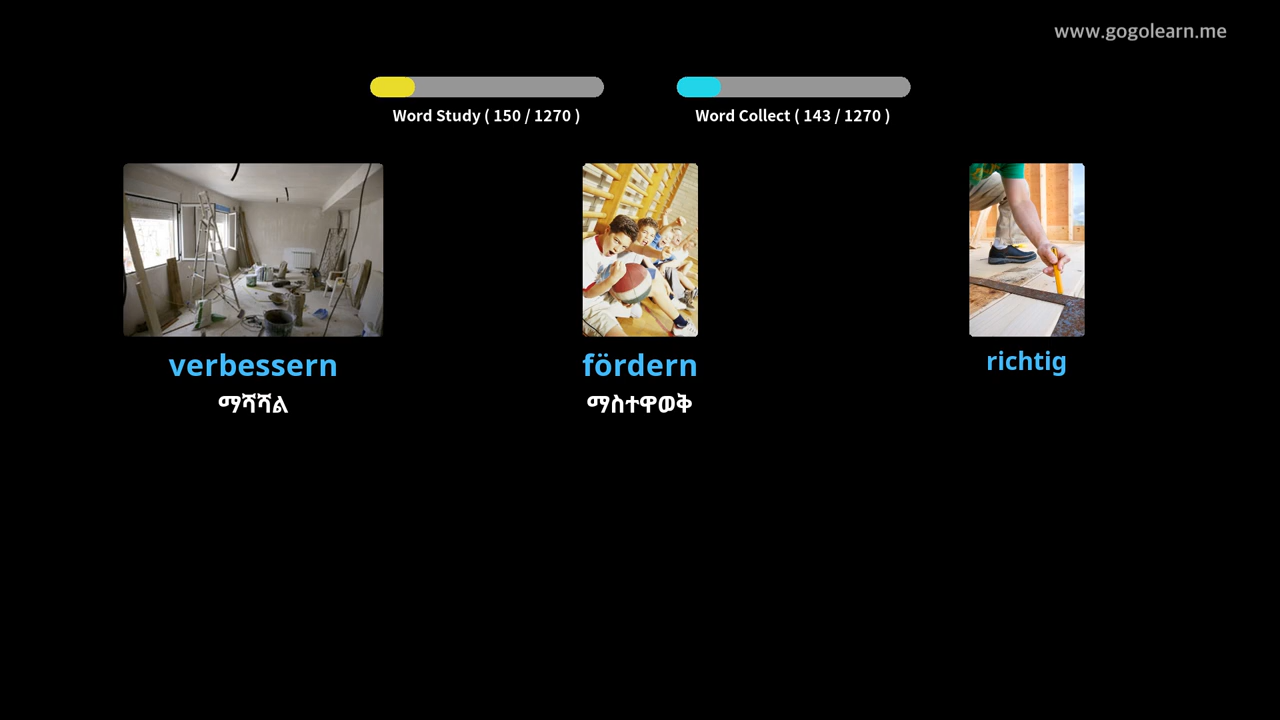 www.gogolearn.me
Word Study ( 150 / 1270 )
Word Collect ( 143 / 1270 )
verbessern
ማሻሻል
fördern
ማስተዋወቅ
richtig